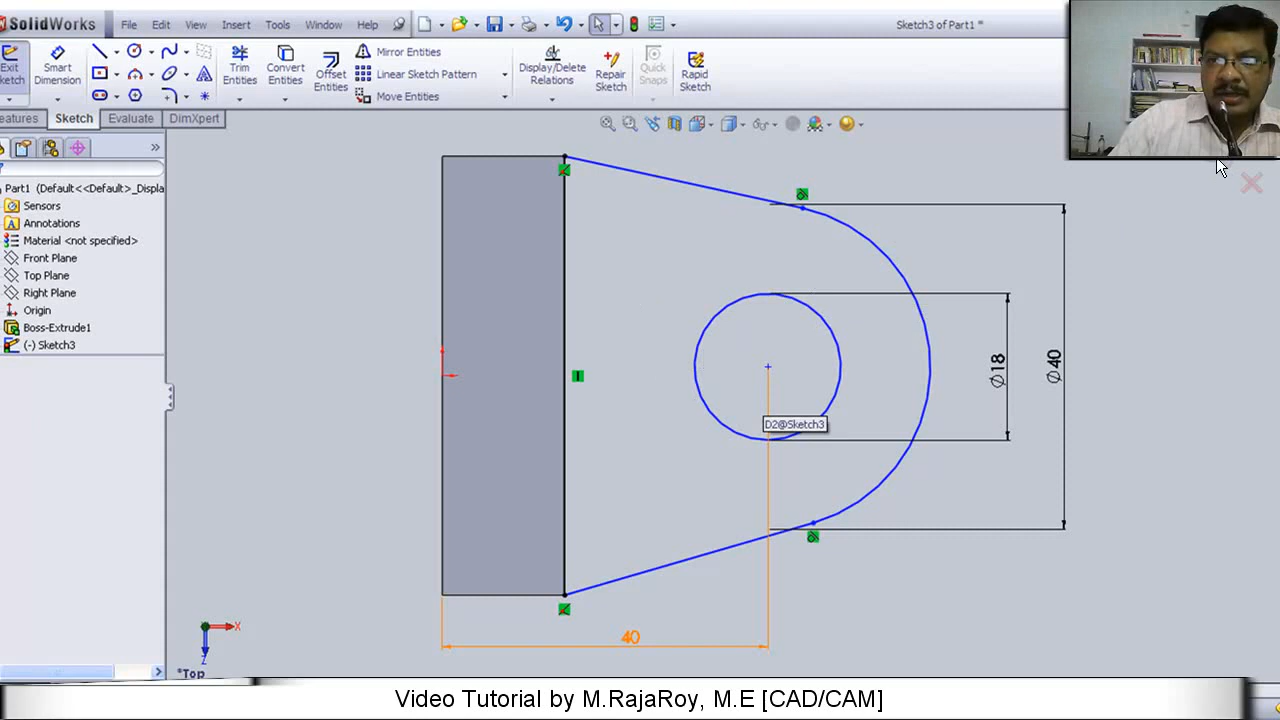 SolidWorks File Edit View Insert Tools Window Help Sketch3 of Part1 *
Exit Sketch
Smart Dimension
Trim Entities
Convert Entities
Offset Entities
Mirror Entities
Linear Sketch Pattern
Move Entities
Display/Delete Relations
Repair Sketch
Quick Snaps
Rapid Sketch
eatures Sketch Evaluate DimXpert
Part1 (Default<<Default>_Displa
Sensors
Annotations
Material <not specified>
Front Plane
Top Plane
Right Plane
Origin
Boss-Extrude1
(-) Sketch3
∅18
∅40
D2@Sketch3
40
X
Z
*Top
Video Tutorial by M.RajaRoy, M.E [CAD/CAM]